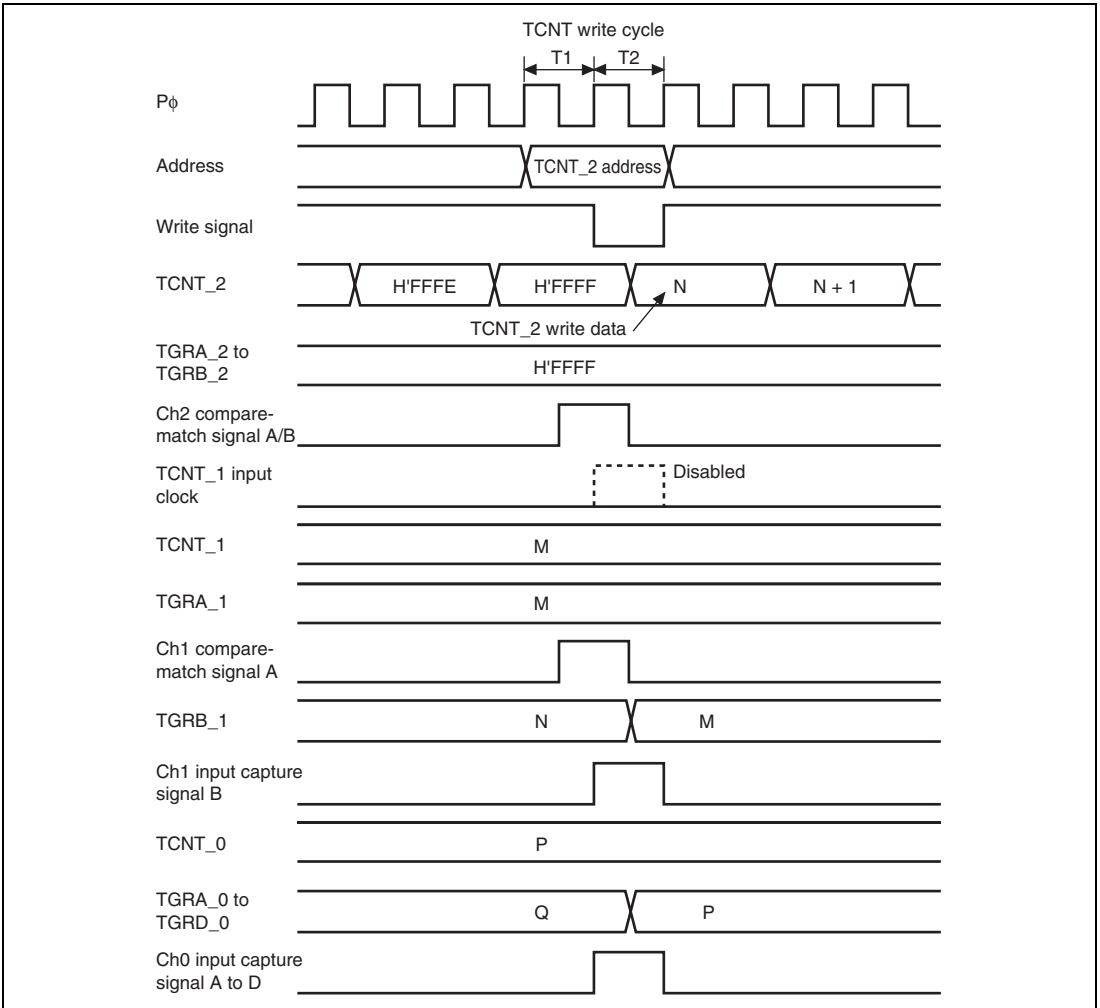 TCNT write cycle
T1 T2
Pϕ
Address
TCNT_2 address
Write signal
TCNT_2
H'FFFE H'FFFF N N + 1
TCNT_2 write data
TGRA_2 to
TGRB_2
H'FFFF
Ch2 compare-
match signal A/B
TCNT_1 input
clock
Disabled
TCNT_1
M
TGRA_1
M
Ch1 compare-
match signal A
TGRB_1
N M
Ch1 input capture
signal B
TCNT_0
P
TGRA_0 to
TGRD_0
Q P
Ch0 input capture
signal A to D